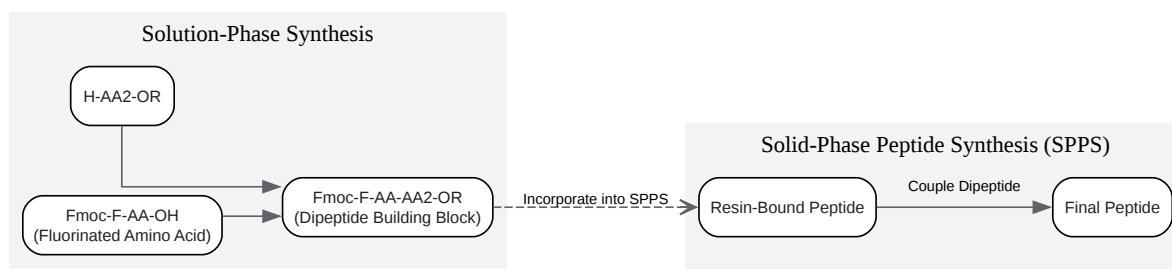 Solution-Phase Synthesis
H-AA2-OR
Fmoc-F-AA-OH
(Fluorinated Amino Acid)
Fmoc-F-AA-AA2-OR
(Dipeptide Building Block)
Incorporate into SPPS
Solid-Phase Peptide Synthesis (SPPS)
Resin-Bound Peptide
Couple Dipeptide
Final Peptide